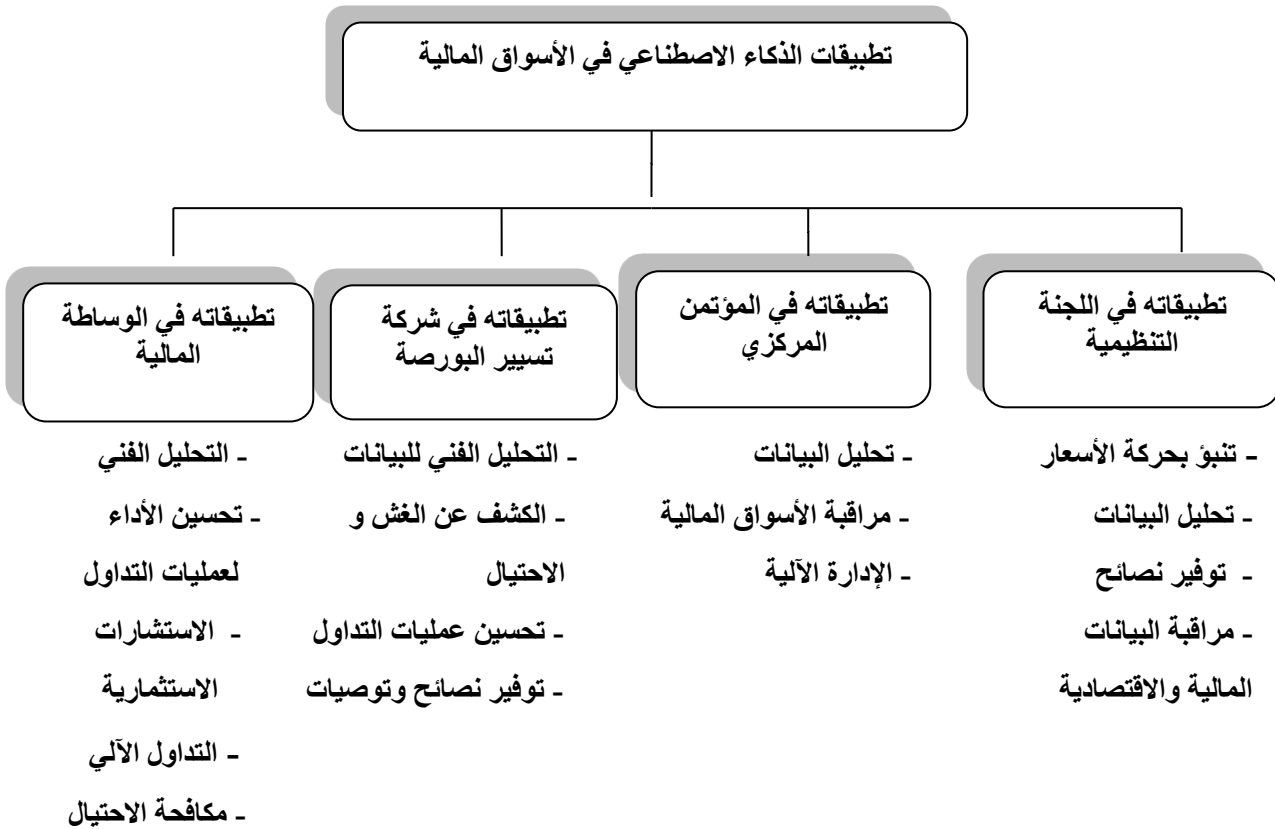 تطبيقات الذكاء الاصطناعي في الأسواق المالية
تطبيقاته في اللجنة
التنظيمية
- تنبؤ بحركة الأسعار
- تحليل البيانات
- توفير نصائح
- مراقبة البيانات
المالية والاقتصادية
تطبيقاته في المؤتمن
المركزي
- تحليل البيانات
- مراقبة الأسواق المالية
- الإدارة الآلية
تطبيقاته في شركة
تسيير البورصة
- التحليل الفني للبيانات
- الكشف عن الغش و
الاحتيال
- تحسين عمليات التداول
- توفير نصائح وتوصيات
تطبيقاته في الوساطة
المالية
- التحليل الفني
- تحسين الأداء
لعمليات التداول
- الاستشارات
الاستثمارية
- التداول الآلي
- مكافحة الاحتيال